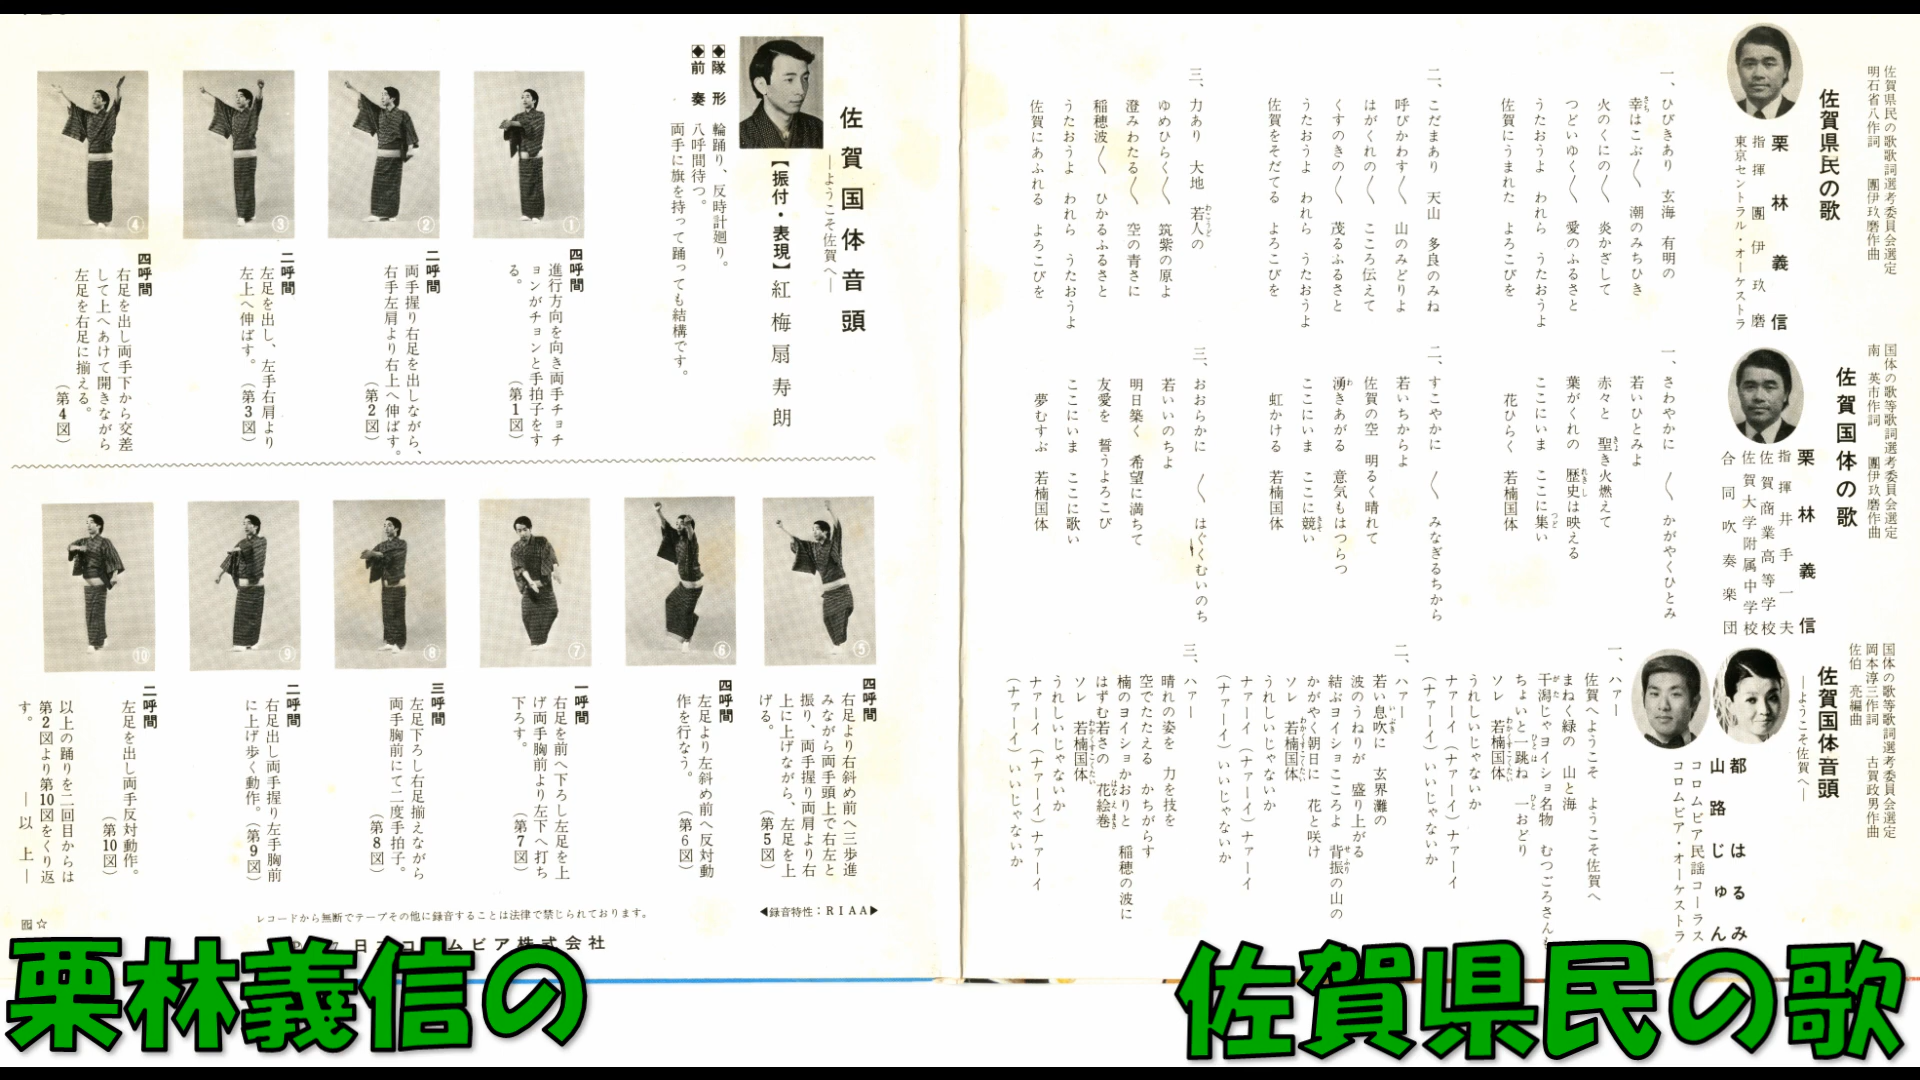 佐賀県民の歌歌詞選考委員会選定
明石省八作詞　團伊玖磨作曲
佐賀県民の歌
栗林義信
指揮　團伊玖磨
東京セントラル・オーケストラ
一、ひびきあり　玄海　有明の
幸はこぶ〱　潮のみちひき
火のくにの〱　炎かざして
つどいゆく〱　愛のふるさと
うたおうよ　われら　うたおうよ
佐賀にうまれた　よろこびを
二、こだまあり　天山　多良のみね
呼びかわす〱　山のみどりよ
はがくれの〱　こころ伝えて
くすのきの〱　茂るふるさと
うたおうよ　われら　うたおうよ
佐賀をそだてる　よろこびを
三、力あり　大地　若人の
ゆめひらく〱　筑紫の原よ
澄みわたる〱　空の青さに
稲穂波〱　ひかるふるさと
うたおうよ　われら　うたおうよ
佐賀にあふれる　よろこびを
国体の歌等歌詞選考委員会選定
南　英市作詞　團伊玖磨作曲
佐賀国体の歌
栗林義信
指揮　井手一夫
佐賀商業高等学校
佐賀大学附属中学校
合同吹奏楽団
一、さわやかに　〱　かがやくひとみ
若いひとみよ
赤々と　聖き火燃えて
葉がくれの　歴史は映える
ここにいま　ここに集い
花ひらく　若楠国体
二、すこやかに　〱　みなぎるちから
若いちからよ
佐賀の空　明るく晴れて
湧きあがる　意気もはつらつ
ここにいま　ここに競い
虹かける　若楠国体
三、おおらかに　〱　はぐくむいのち
若いいのちよ
明日築く　希望に満ちて
友愛を　誓うよろこび
ここにいま　ここに歌い
夢むすぶ　若楠国体
国体の歌等歌詞選考委員会選定
岡本淳三作詞　古賀政男作曲
佐伯　亮編曲
佐賀国体音頭
―ようこそ佐賀へ―
都はるみ
山路じゅん
コロムビア民謡コーラス
コロムビア・オーケストラ
一、ハァー
佐賀へようこそ　ようこそ佐賀へ
まねく緑の　山と海
干潟じゃヨイショ名物　むつごろさんも
ちょいと一跳ね　一おどり
ソレ　若楠国体
うれしいじゃないか
ナァーイ（ナァーイ）ナァーイ
（ナァーイ）いいじゃないか
二、ハァー
若い息吹に　玄界灘の
波のうねりが　盛り上がる
結ぶヨイショこころよ　背振の山の
かがやく朝日に　花と咲け
ソレ　若楠国体
うれしいじゃないか
ナァーイ（ナァーイ）ナァーイ
（ナァーイ）いいじゃないか
三、ハァー
晴れの姿を　力を技を
空でたたえる　かちがらす
楠のヨイショかおりと　稲穂の波に
はずむ若さの　花絵巻
ソレ　若楠国体
うれしいじゃないか
ナァーイ（ナァーイ）ナァーイ
（ナァーイ）いいじゃないか
佐賀国体音頭
―ようこそ佐賀へ―
【振付・表現】紅梅扇寿朗
◆隊形　輪踊り、反時計廻り。
◆前奏　八呼間待つ。
両手に旗を持って踊っても結構です。
①
四呼間
進行方向を向き両手チョチ
ョンがチョンと手拍子をす
る。
（第1図）
②
二呼間
両手握り右足を出しながら、
右手左肩より右上へ伸ばす。
（第2図）
③
二呼間
左足を出し、左手右肩より
左上へ伸ばす。（第3図）
④
四呼間
右足を出し両手下から交差
して上へあけて開きながら
左足を右足に揃える。
（第4図）
⑤
四呼間
右足より右斜め前へ三歩進
みながら両手頭上で右左と
振り、両手握り両肩より右
上に上げながら、左足を上
げる。（第5図）
⑥
四呼間
左足より左斜め前へ反対動
作を行なう。
（第6図）
⑦
一呼間
右足を前へ下ろし左足を上
げ両手胸前より左下へ打ち
下ろす。（第7図）
⑧
三呼間
左足下ろし右足揃えながら
両手胸前にて二度手拍子。
（第8図）
⑨
二呼間
右足出し両手握り左手胸前
に上げ歩く動作。（第9図）
⑩
二呼間
左足を出し両手反対動作。
（第10図）
以上の踊りを二回目からは
第2図より第10図をくり返
す。　―以上―
◀録音特性：RIAA▶
レコードから無断でテープその他に録音することは法律で禁じられております。
ムビア株式会社
☆
栗林義信の
佐賀県民の歌